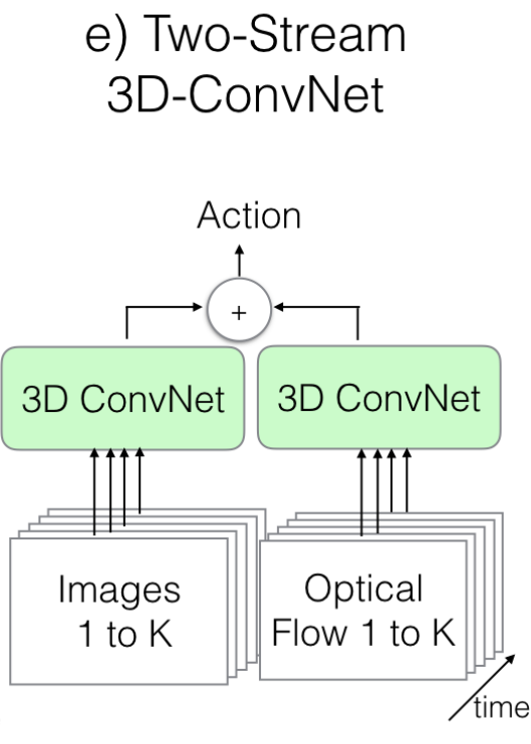 e) Two-Stream
3D-ConvNet
Action
+
3D ConvNet
3D ConvNet
Images
1 to K
Optical
Flow 1 to K
time